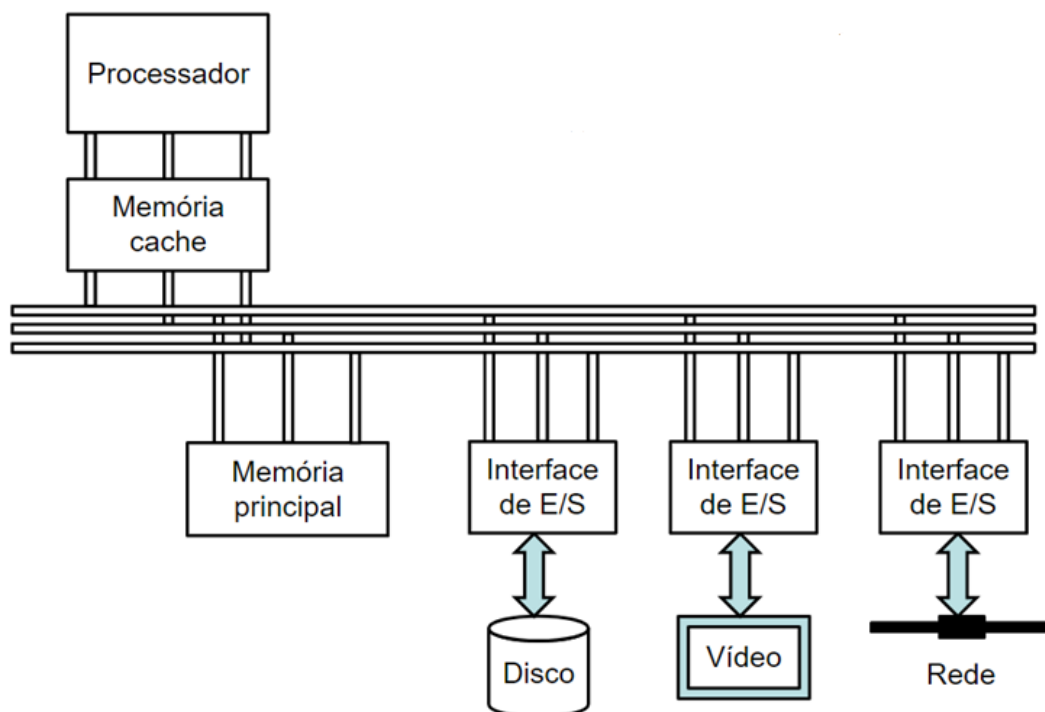 Processador
Memória
cache
Memória
principal
Interface
de E/S
Interface
de E/S
Interface
de E/S
Disco
Vídeo
Rede